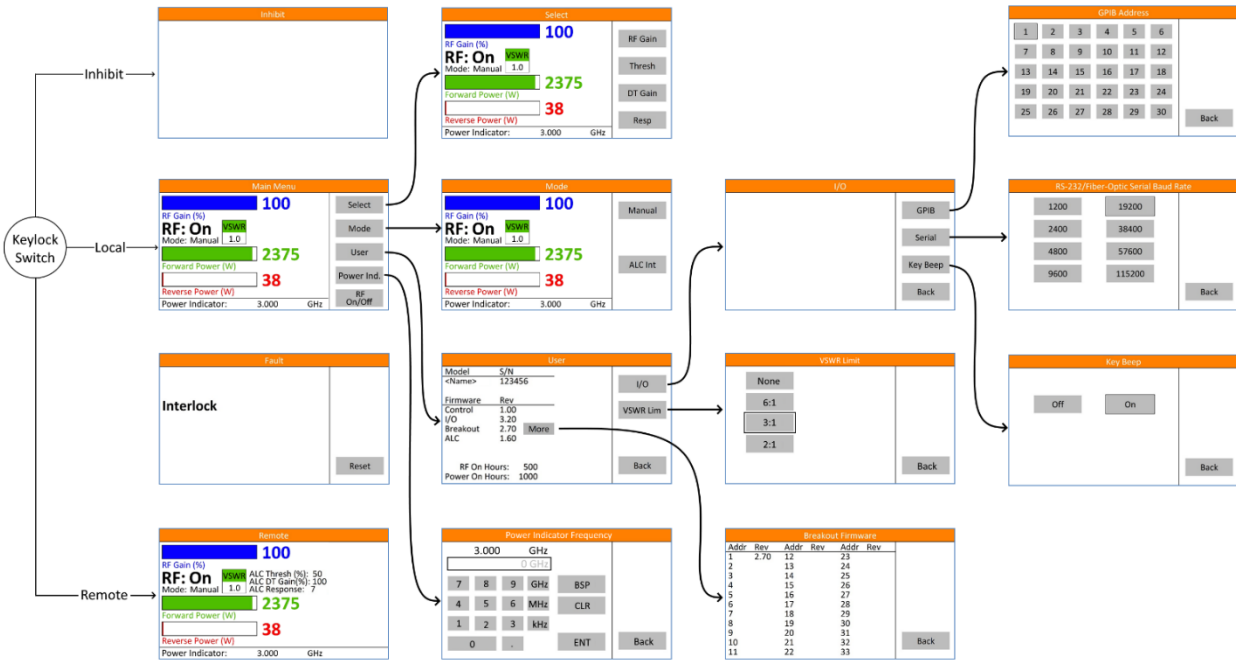 Keylock
Switch
Inhibit
Local
Remote
Inhibit
Select
100
RF Gain (%)
RF: On
VSWR
Mode: Manual
1.0
2375
Forward Power (W)
38
Reverse Power (W)
Power Indicator: 3.000 GHz
RF Gain
Thresh
DT Gain
Resp
GPIB Address
1 2 3 4 5 6
7 8 9 10 11 12
13 14 15 16 17 18
19 20 21 22 23 24
25 26 27 28 29 30
Back
Main Menu
100
RF Gain (%)
RF: On
VSWR
Mode: Manual
1.0
2375
Forward Power (W)
38
Reverse Power (W)
Power Indicator: 3.000 GHz
Select
Mode
User
Power Ind.
RF
On/Off
Mode
100
RF Gain (%)
RF: On
VSWR
Mode: Manual
1.0
2375
Forward Power (W)
38
Reverse Power (W)
Power Indicator: 3.000 GHz
Manual
ALC Int
I/O
GPIB
Serial
Key Beep
Back
RS-232/Fiber-Optic Serial Baud Rate
1200 19200
2400 38400
4800 57600
9600 115200
Back
Fault
Interlock
Reset
User
Model S/N
<Name> 123456
Firmware Rev
Control 1.00
I/O 3.20
Breakout 2.70 More
ALC 1.60
RF On Hours: 500
Power On Hours: 1000
I/O
VSWR Lim
Back
VSWR Limit
None
6:1
3:1
2:1
Back
Key Beep
Off On
Back
Remote
100
RF Gain (%)
RF: On
VSWR
Mode: Manual
1.0
ALC Thresh (%): 50
ALC DT Gain(%): 100
ALC Response: 7
2375
Forward Power (W)
38
Reverse Power (W)
Power Indicator: 3.000 GHz
Power Indicator Frequency
3.000 GHz
0 GHz
7 8 9 GHz BSP
4 5 6 MHz CLR
1 2 3 kHz
0 . ENT
Back
Breakout Firmware
Addr Rev Addr Rev Addr Rev
1 2.70 12 23
2 13 24
3 14 25
4 15 26
5 16 27
6 17 28
7 18 29
8 19 30
9 20 31
10 21 32
11 22 33
Back